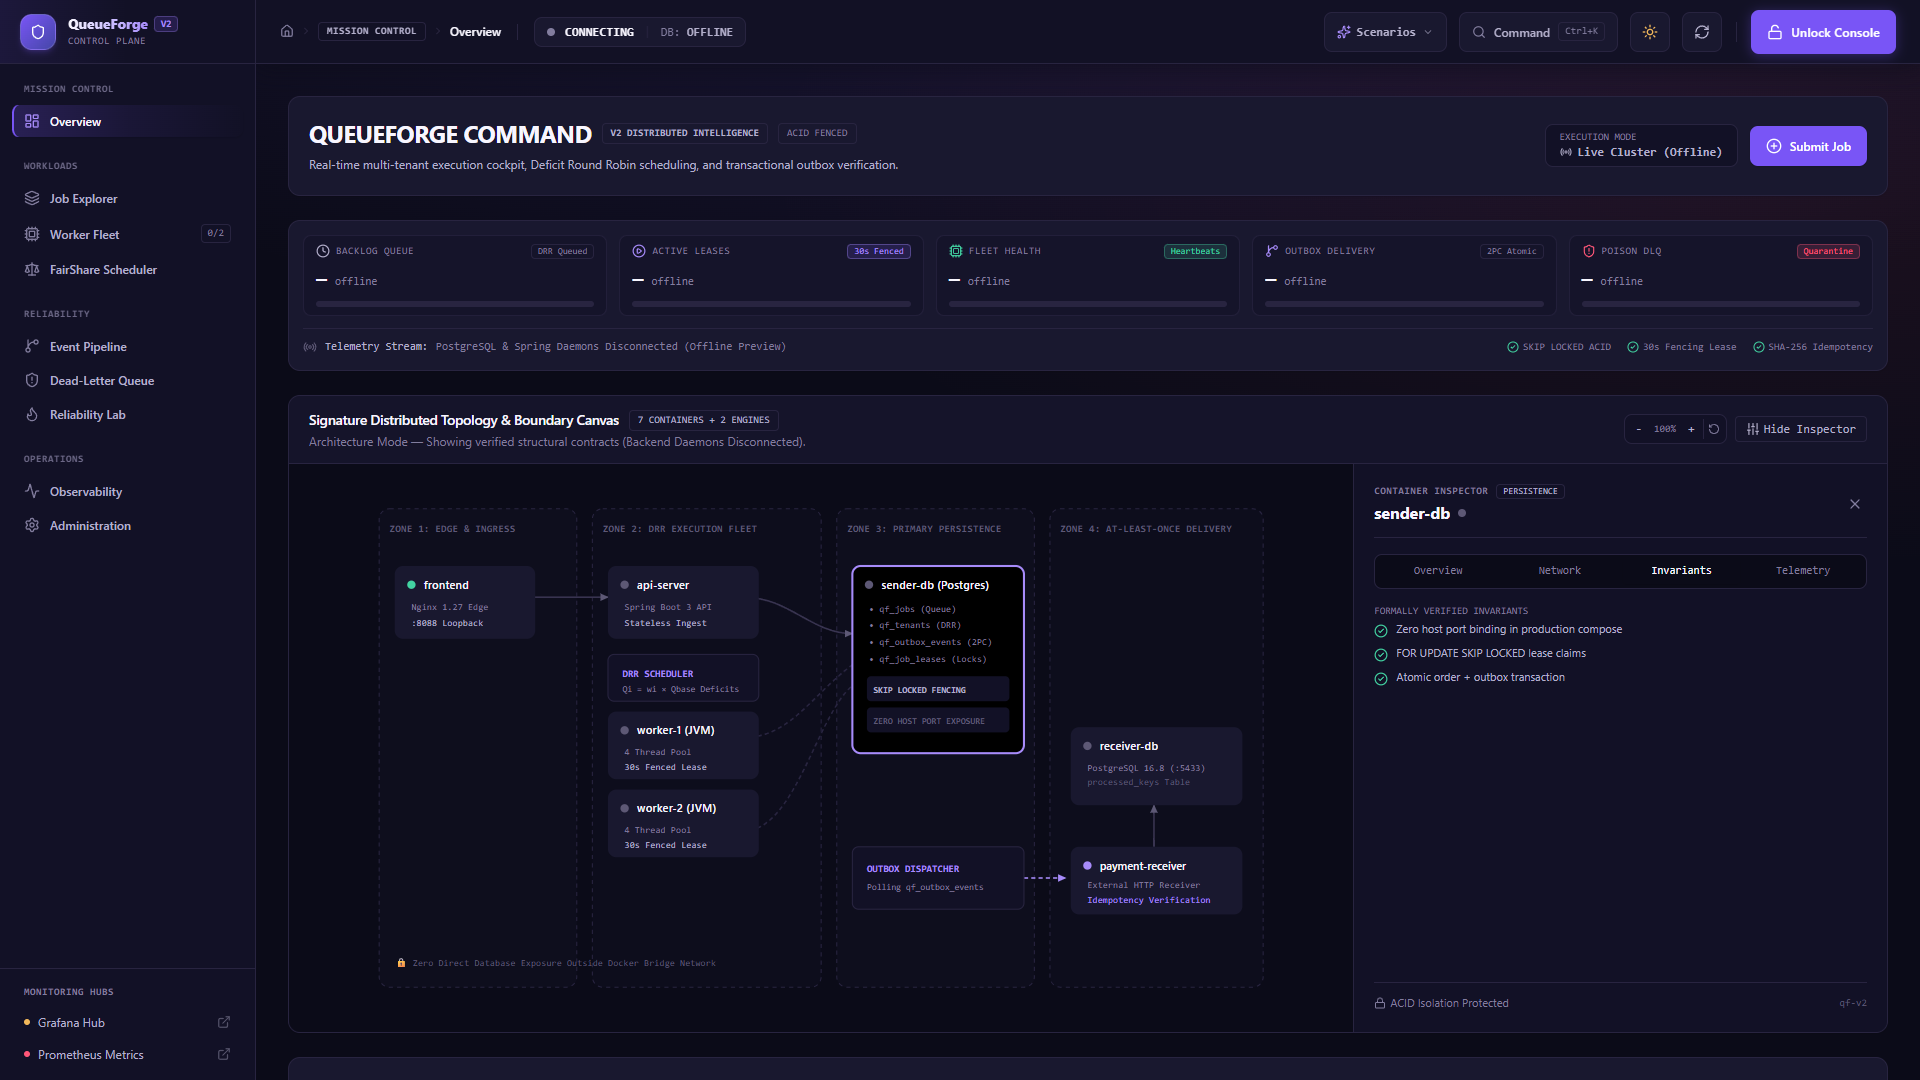 QueueForge V2
CONTROL PLANE
MISSION CONTROL
Overview
WORKLOADS
Job Explorer
Worker Fleet 0/2
FairShare Scheduler
RELIABILITY
Event Pipeline
Dead-Letter Queue
Reliability Lab
OPERATIONS
Observability
Administration
MONITORING HUBS
Grafana Hub
Prometheus Metrics
MISSION CONTROL Overview
CONNECTING DB: OFFLINE
Scenarios
Command Ctrl+K
Unlock Console
QUEUEFORGE COMMAND V2 DISTRIBUTED INTELLIGENCE ACID FENCED
Real-time multi-tenant execution cockpit, Deficit Round Robin scheduling, and transactional outbox verification.
EXECUTION MODE
Live Cluster (Offline)
Submit Job
BACKLOG QUEUE DRR Queued
— offline
ACTIVE LEASES 30s Fenced
— offline
FLEET HEALTH Heartbeats
— offline
OUTBOX DELIVERY 2PC Atomic
— offline
POISON DLQ Quarantine
— offline
Telemetry Stream: PostgreSQL & Spring Daemons Disconnected (Offline Preview)
SKIP LOCKED ACID 30s Fencing Lease SHA-256 Idempotency
Signature Distributed Topology & Boundary Canvas 7 CONTAINERS + 2 ENGINES
Architecture Mode — Showing verified structural contracts (Backend Daemons Disconnected).
- 100% +
Hide Inspector
ZONE 1: EDGE & INGRESS
frontend
Nginx 1.27 Edge
:8088 Loopback
ZONE 2: DRR EXECUTION FLEET
api-server
Spring Boot 3 API
Stateless Ingest
DRR SCHEDULER
Qi = wi × Qbase Deficits
worker-1 (JVM)
4 Thread Pool
30s Fenced Lease
worker-2 (JVM)
4 Thread Pool
30s Fenced Lease
ZONE 3: PRIMARY PERSISTENCE
sender-db (Postgres)
• qf_jobs (Queue)
• qf_tenants (DRR)
• qf_outbox_events (2PC)
• qf_job_leases (Locks)
SKIP LOCKED FENCING
ZERO HOST PORT EXPOSURE
OUTBOX DISPATCHER
Polling qf_outbox_events
ZONE 4: AT-LEAST-ONCE DELIVERY
receiver-db
PostgreSQL 16.8 (:5433)
processed_keys Table
payment-receiver
External HTTP Receiver
Idempotency Verification
Zero Direct Database Exposure Outside Docker Bridge Network
CONTAINER INSPECTOR PERSISTENCE
sender-db
Overview Network Invariants Telemetry
FORMALLY VERIFIED INVARIANTS
Zero host port binding in production compose
FOR UPDATE SKIP LOCKED lease claims
Atomic order + outbox transaction
ACID Isolation Protected qf-v2